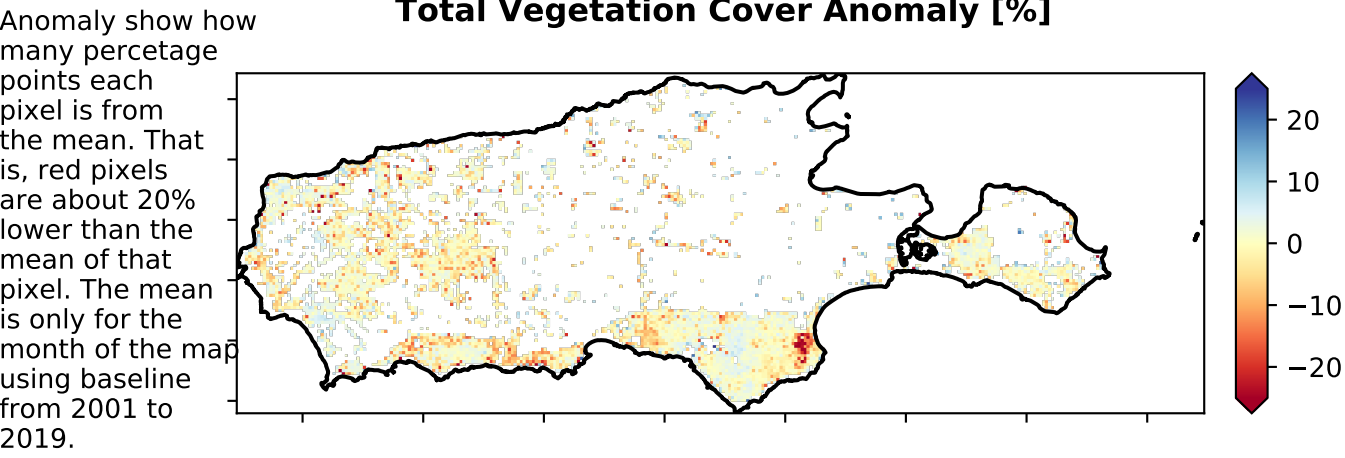 Total Vegetation Cover Anomaly [%]
Anomaly show how
many percetage
points each
pixel is from
the mean. That
is, red pixels
are about 20%
lower than the
mean of that
pixel. The mean
is only for the
month of the map
using baseline
from 2001 to
2019.
20
10
0
−10
−20